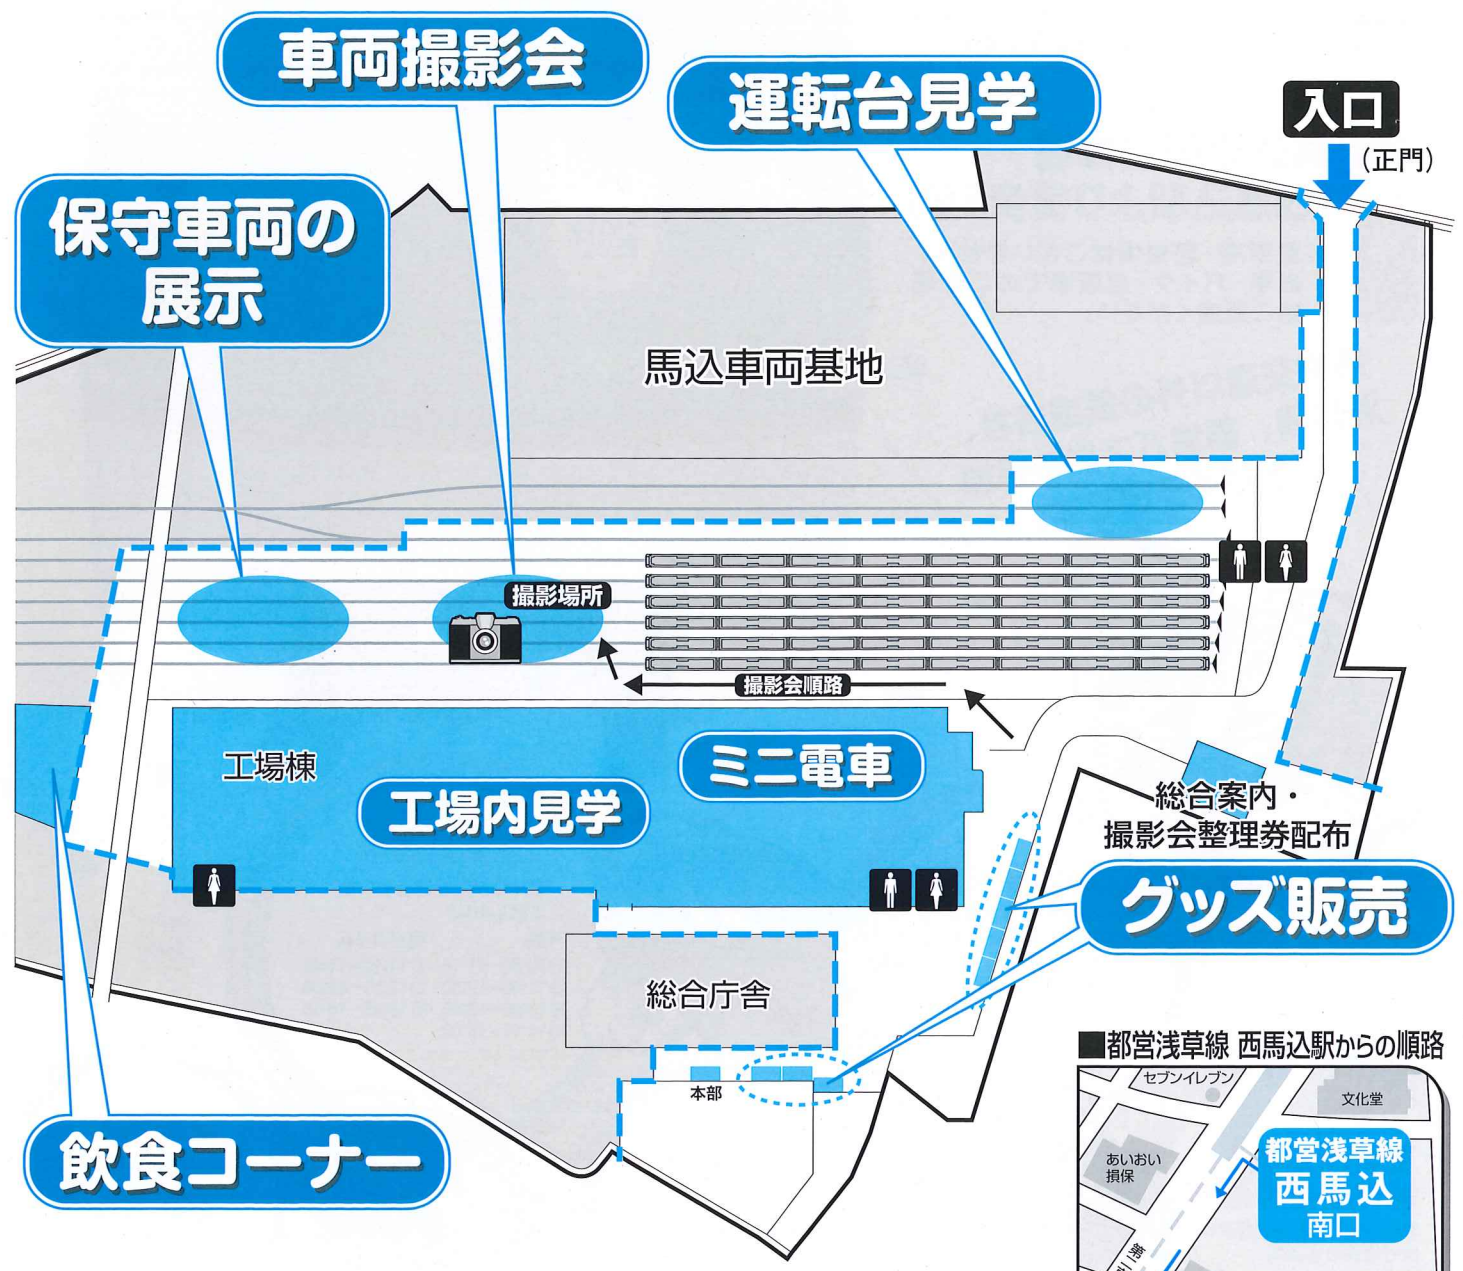 車両撮影会
運転台見学
入口
(正門)
保守車両の
展示
馬込車両基地
撮影場所
撮影会順路
工場棟
ミニ電車
工場内見学
総合案内・
撮影会整理券配布
グッズ販売
総合庁舎
本部
飲食コーナー
■都営浅草線 西馬込駅からの順路
セブンイレブン
文化堂
あいおい
損保
都営浅草線
西馬込
南口
第二